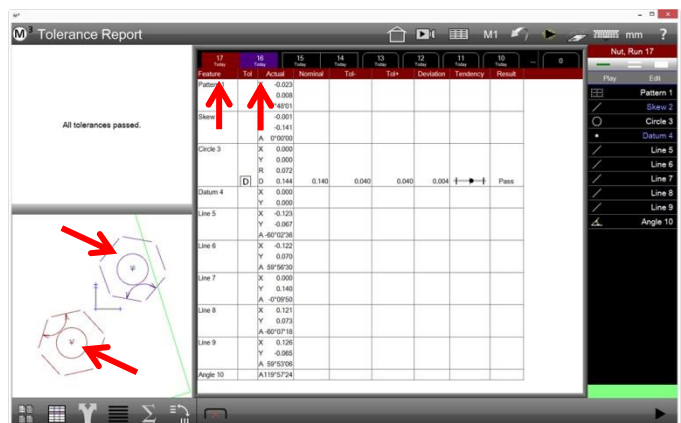 M³
M³ Tolerance Report
M1
mm
?
Nut, Run 17
17
Today
16
Today
15
Today
14
Today
13
Today
12
Today
11
Today
10
Today
...
0
Feature Tol Actual Nominal Tol- Tol+ Deviation Tendency Result
Play Edit
All tolerances passed.
-0.023
0.008
°48'01
Skew
-0.001
-0.141
A 0°00'00
Circle 3 X 0.000
Y 0.000
R 0.072
D D 0.144 0.140 0.040 0.040 0.004 Pass
Datum 4 X 0.000
Y 0.000
Line 5 X -0.123
Y -0.067
A -60°02'36
Line 6 X -0.122
Y 0.070
A 59°56'30
Line 7 X 0.000
Y 0.140
A -0°09'50
Line 8 X 0.121
Y 0.073
A -60°07'18
Line 9 X 0.126
Y -0.065
A 59°53'06
Angle 10 A 119°57'24
Pattern 1
Skew 2
Circle 3
Datum 4
Line 5
Line 6
Line 7
Line 8
Line 9
Angle 10